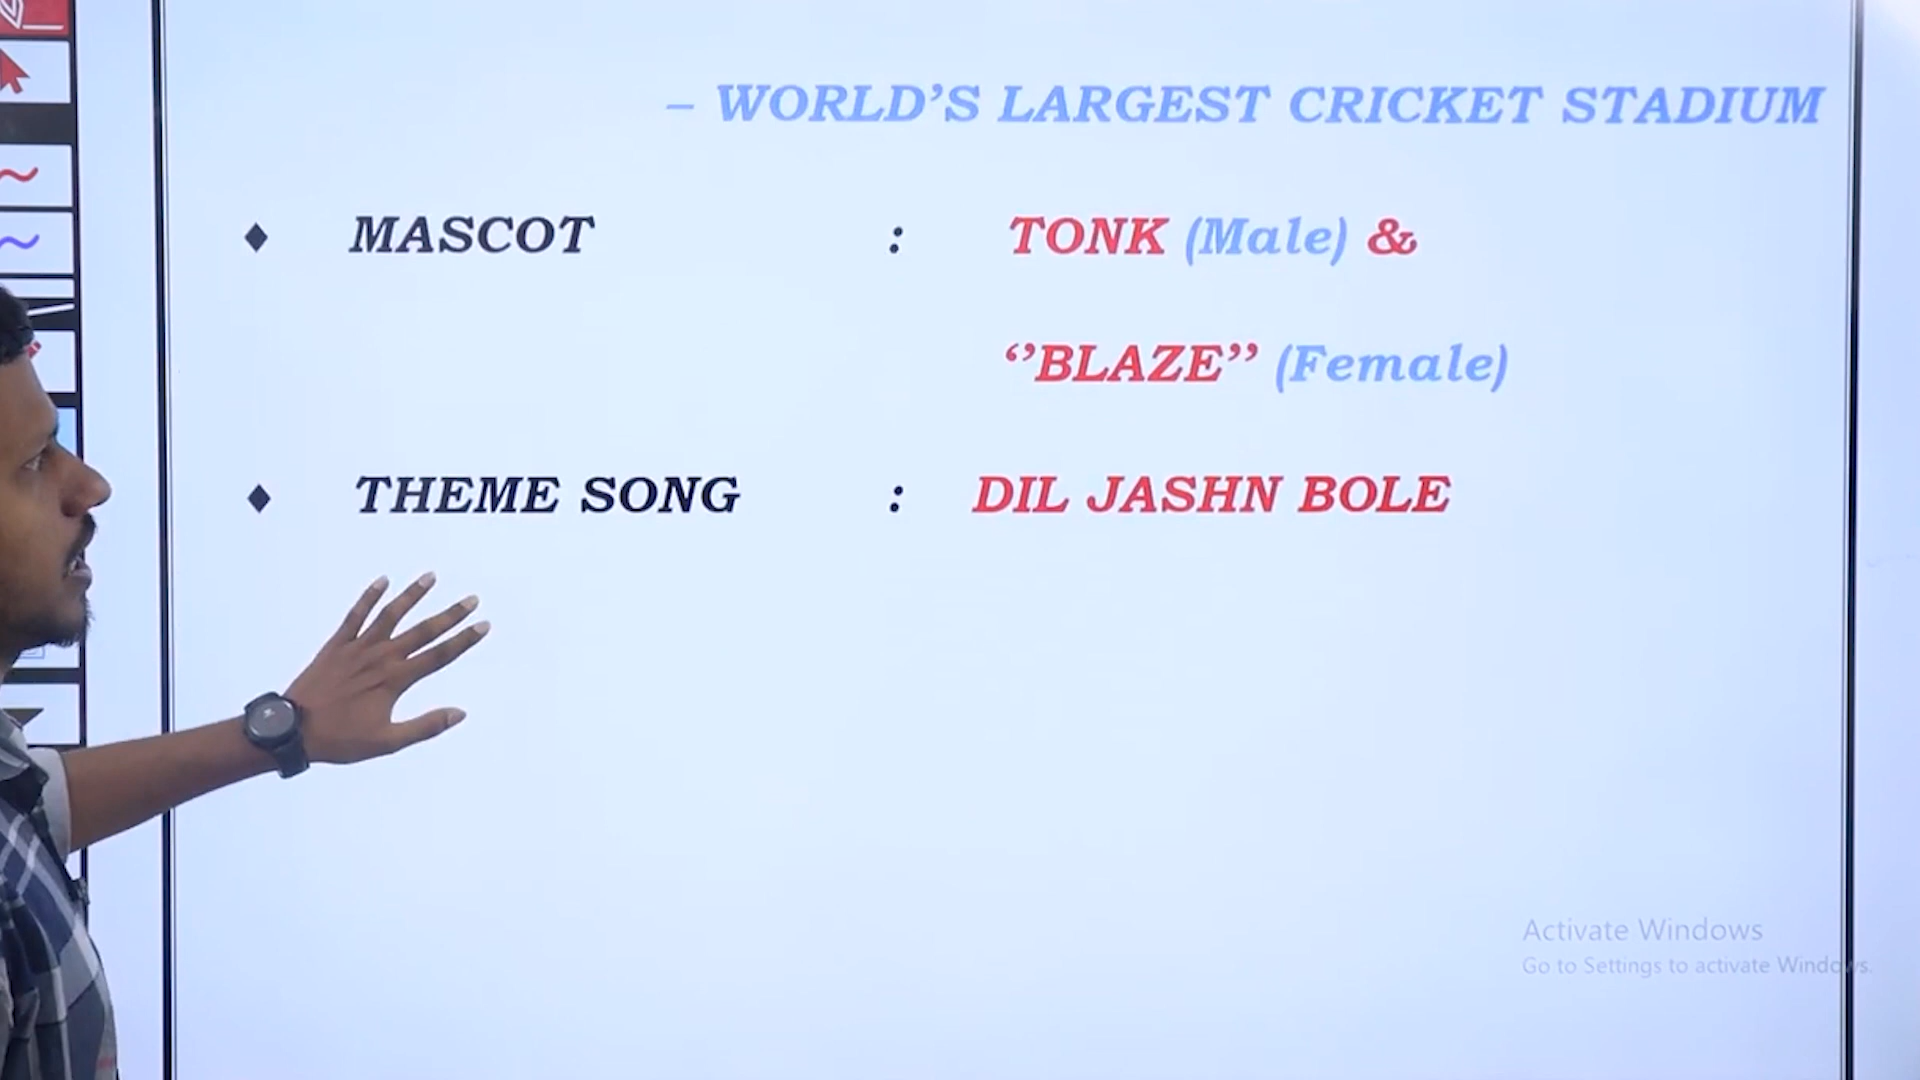 – WORLD’S LARGEST CRICKET STADIUM
♦ MASCOT : TONK (Male) &
‘’BLAZE’’ (Female)
♦ THEME SONG : DIL JASHN BOLE
Activate Windows
Go to Settings to activate Windows.